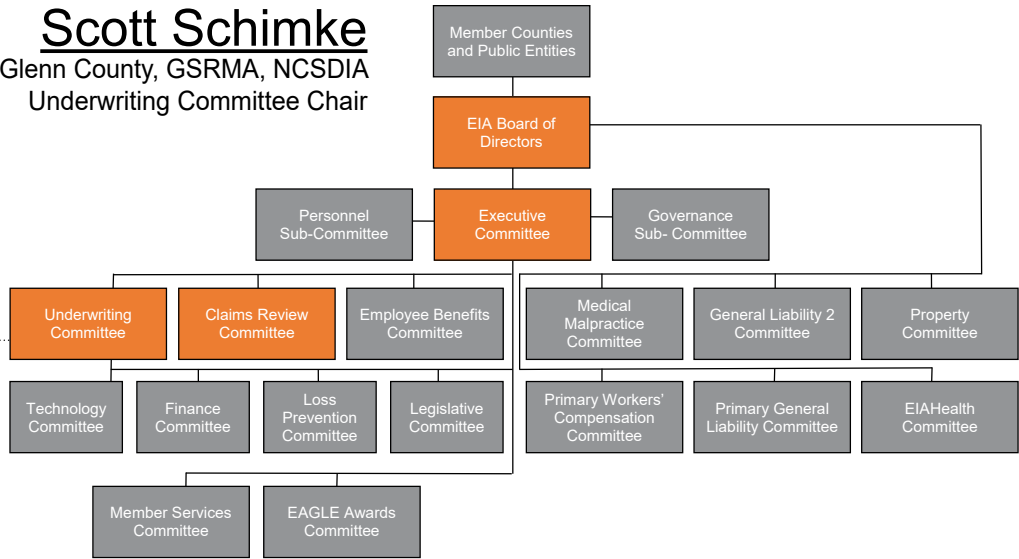 Scott Schimke
Glenn County, GSRMA, NCSDIA
Underwriting Committee Chair
Member Counties
and Public Entities
EIA Board of
Directors
Personnel
Sub-Committee
Executive
Committee
Governance
Sub- Committee
Underwriting
Committee
Claims Review
Committee
Employee Benefits
Committee
Medical
Malpractice
Committee
General Liability 2
Committee
Property
Committee
Technology
Committee
Finance
Committee
Loss
Prevention
Committee
Legislative
Committee
Primary Workers’
Compensation
Committee
Primary General
Liability Committee
EIAHealth
Committee
Member Services
Committee
EAGLE Awards
Committee